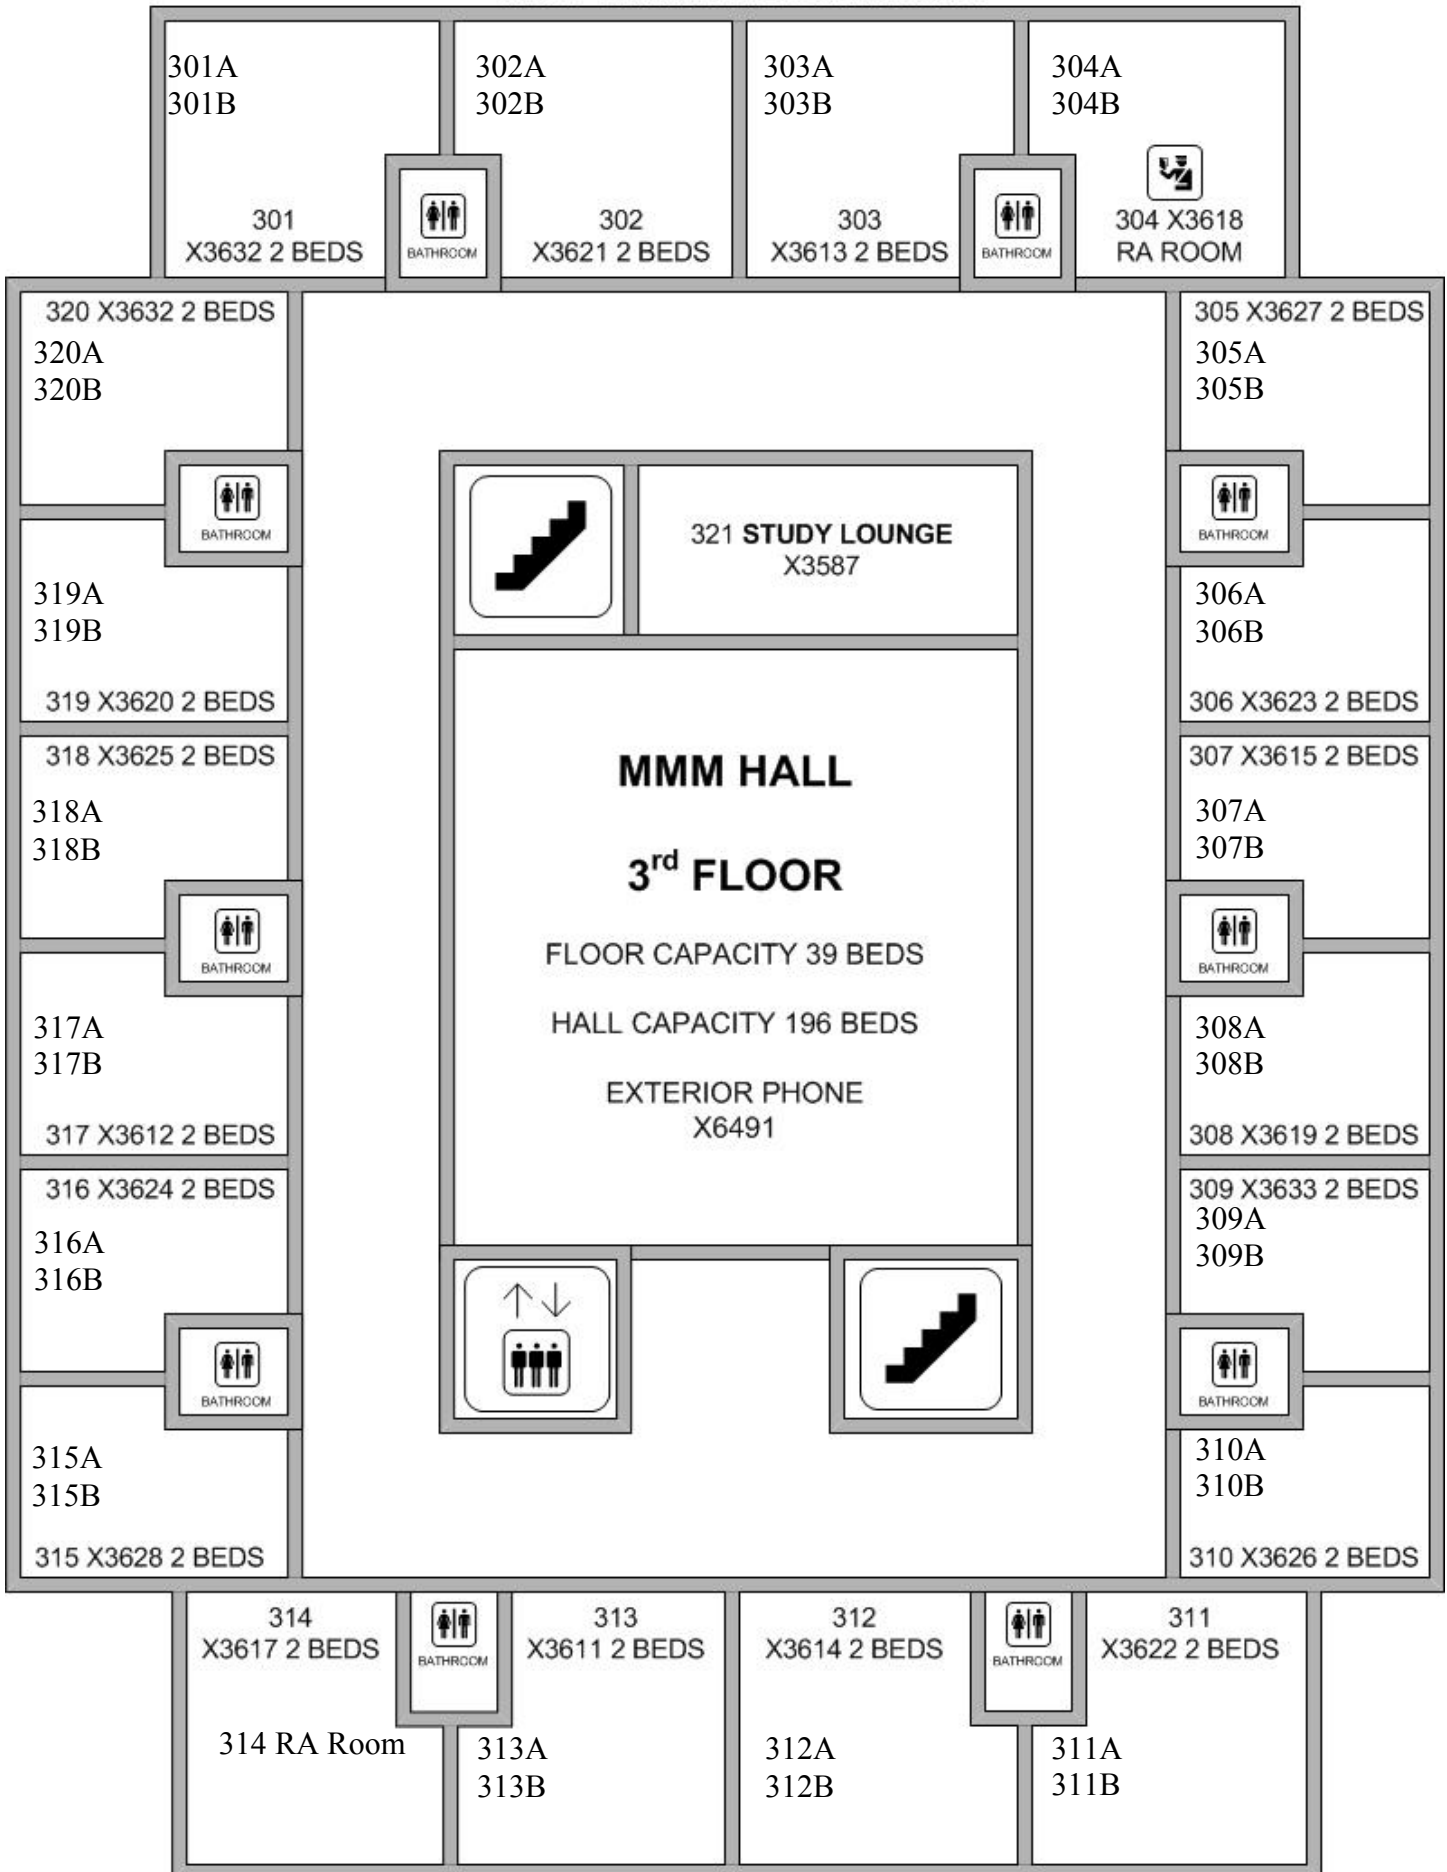 301A
301B
302A
302B
303A
303B
304A
304B
301
X3632 2 BEDS
BATHROOM
302
X3621 2 BEDS
303
X3613 2 BEDS
BATHROOM
304 X3618
RA ROOM
320 X3632 2 BEDS
320A
320B
BATHROOM
319A
319B
319 X3620 2 BEDS
318 X3625 2 BEDS
318A
318B
BATHROOM
317A
317B
317 X3612 2 BEDS
316 X3624 2 BEDS
316A
316B
BATHROOM
315A
315B
315 X3628 2 BEDS
321 STUDY LOUNGE
X3587
MMM HALL
3rd FLOOR
FLOOR CAPACITY 39 BEDS
HALL CAPACITY 196 BEDS
EXTERIOR PHONE
X6491
305 X3627 2 BEDS
305A
305B
BATHROOM
306A
306B
306 X3623 2 BEDS
307 X3615 2 BEDS
307A
307B
BATHROOM
308A
308B
308 X3619 2 BEDS
309 X3633 2 BEDS
309A
309B
BATHROOM
310A
310B
310 X3626 2 BEDS
314
X3617 2 BEDS
314 RA Room
BATHROOM
313
X3611 2 BEDS
313A
313B
312
X3614 2 BEDS
312A
312B
BATHROOM
311
X3622 2 BEDS
311A
311B